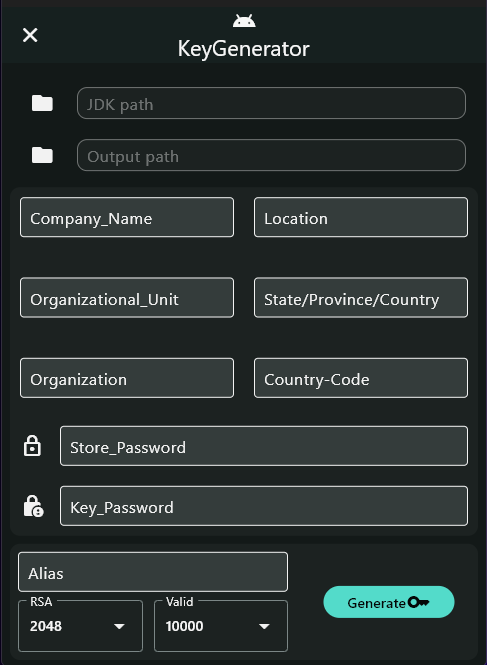 KeyGenerator
JDK path
Output path
Company_Name
Location
Organizational_Unit
State/Province/Country
Organization
Country-Code
Store_Password
Key_Password
Alias
RSA
2048
Valid
10000
Generate